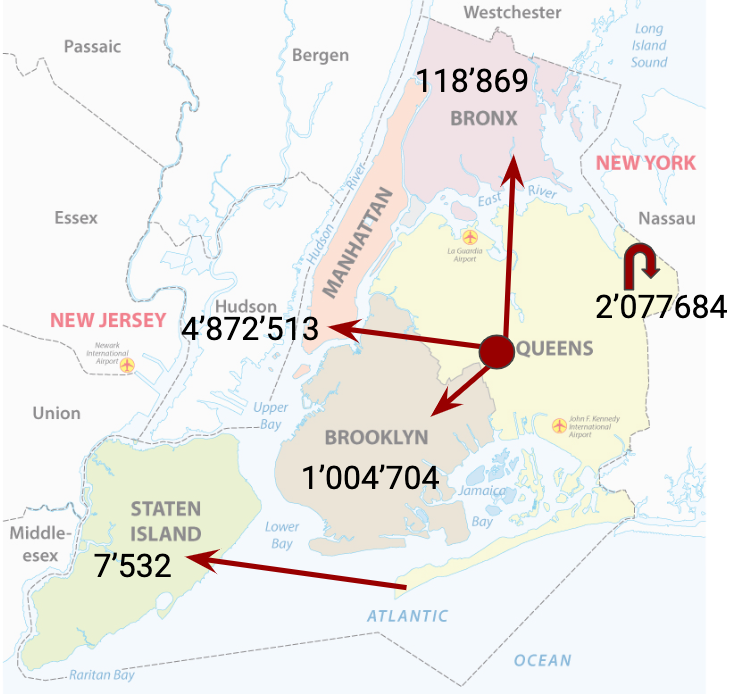 Westchester
Passaic
Bergen
Long
Island
Sound
118’869
BRONX
NEW YORK
River
East River
Essex
MANHATTAN
Nassau
La Guardia
Airport
Hudson
2’077684
Hudson
NEW JERSEY
4’872’513
QUEENS
Newark
International
Airport
Union
Upper
Bay
John F. Kennedy
International
Airport
BROOKLYN
1’004’704
Jamaica
Bay
STATEN
ISLAND
Lower
Bay
Middle-
esex
7’532
ATLANTIC
OCEAN
Raritan Bay